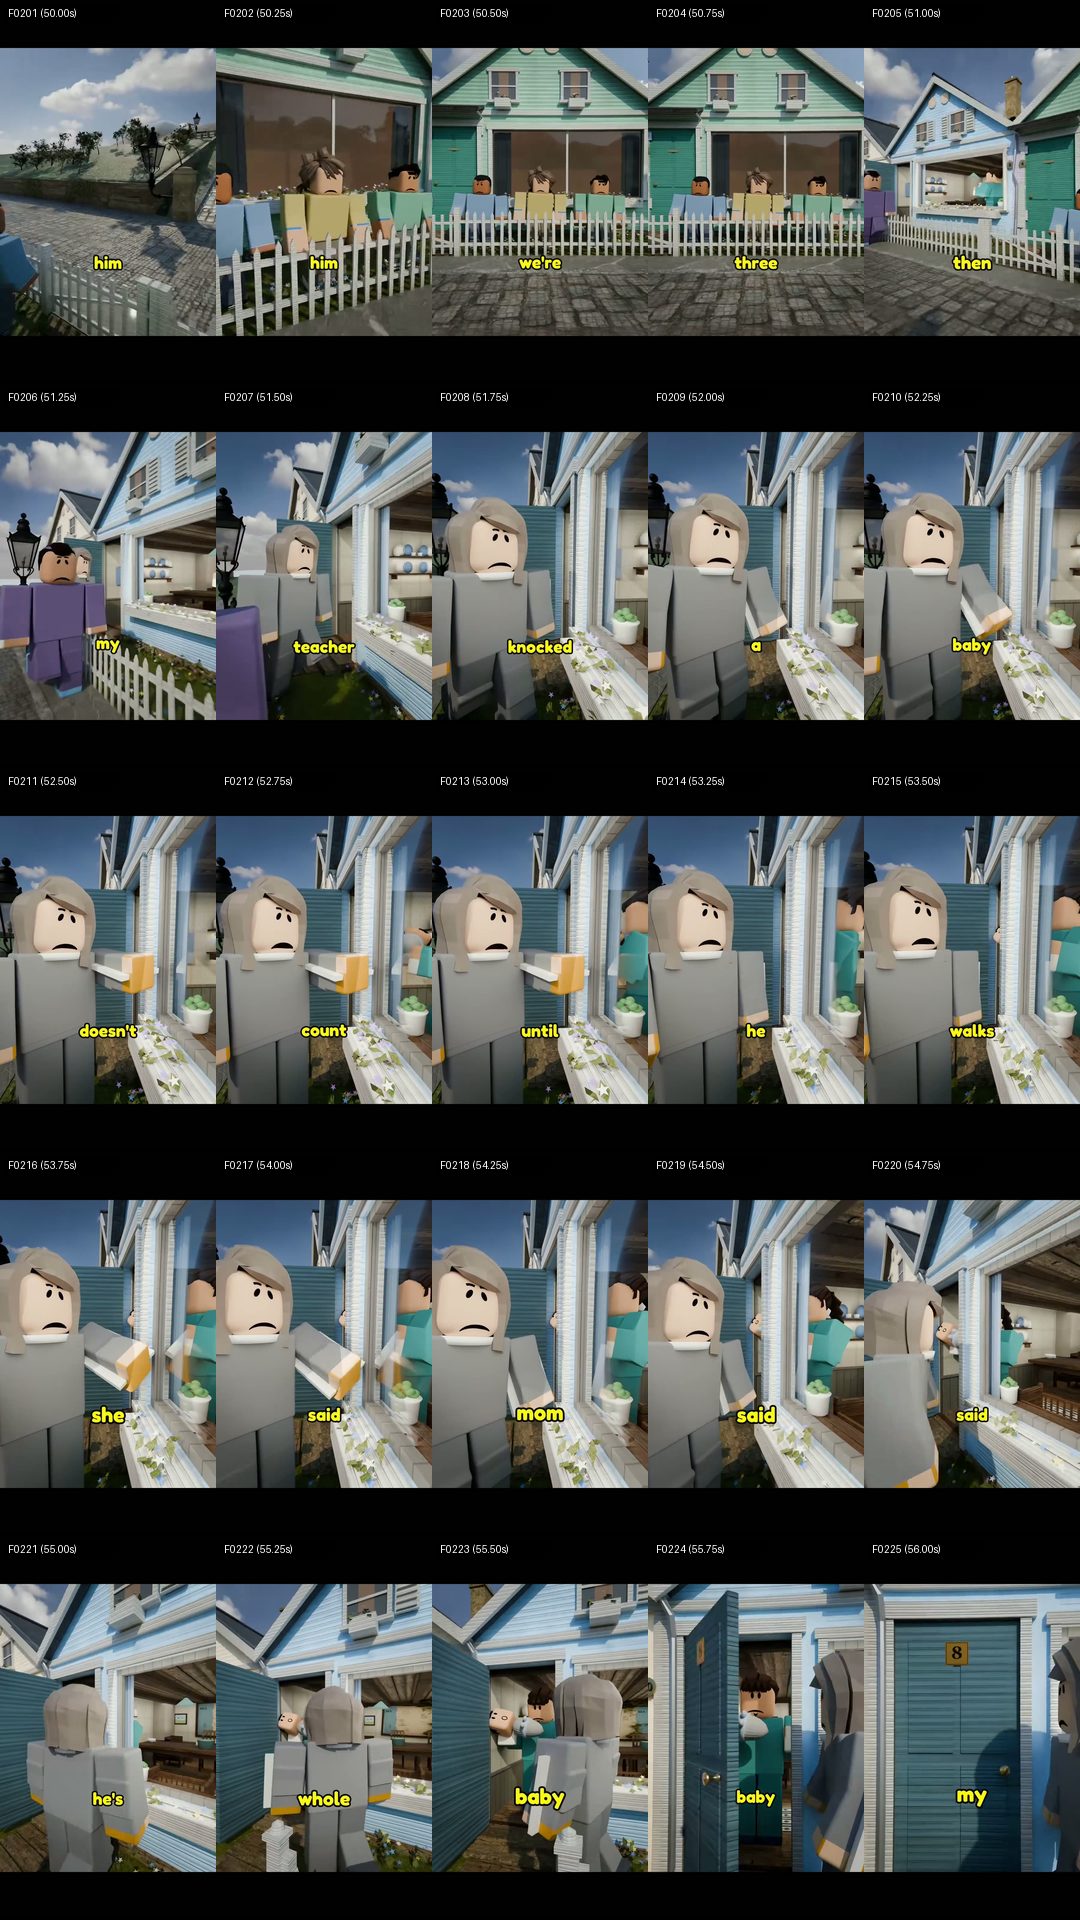 F0201 (50.00s)
F0202 (50.25s)
F0203 (50.50s)
F0204 (50.75s)
F0205 (51.00s)
him
him
we're
three
then
F0206 (51.25s)
F0207 (51.50s)
F0208 (51.75s)
F0209 (52.00s)
F0210 (52.25s)
my
teacher
knocked
a
baby
F0211 (52.50s)
F0212 (52.75s)
F0213 (53.00s)
F0214 (53.25s)
F0215 (53.50s)
doesn't
count
until
he
walks
F0216 (53.75s)
F0217 (54.00s)
F0218 (54.25s)
F0219 (54.50s)
F0220 (54.75s)
she
said
mom
said
said
F0221 (55.00s)
F0222 (55.25s)
F0223 (55.50s)
F0224 (55.75s)
F0225 (56.00s)
8
he's
whole
baby
baby
my